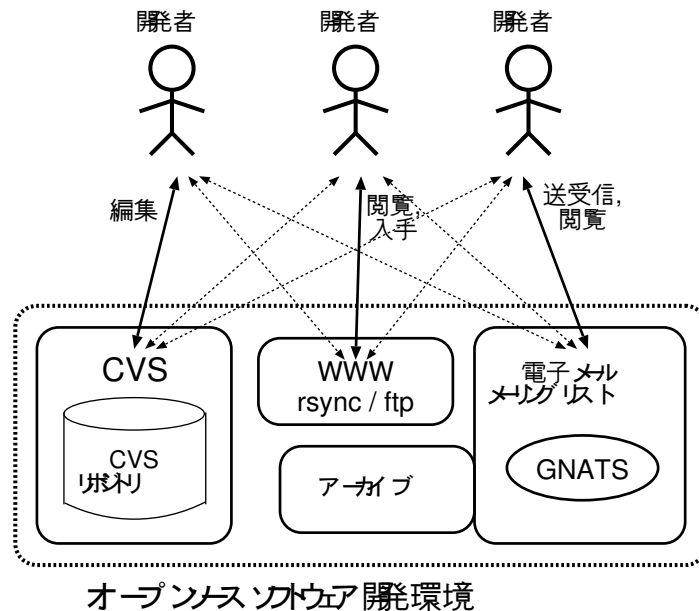 開発者
開発者
開発者
編集
閲覧,
入手
送受信,
閲覧
CVS
WWW
rsync / ftp
電子メール
メーリングリスト
CVS
リポジトリ
アーカイブ
GNATS
オープンソースソフトウェア開発環境